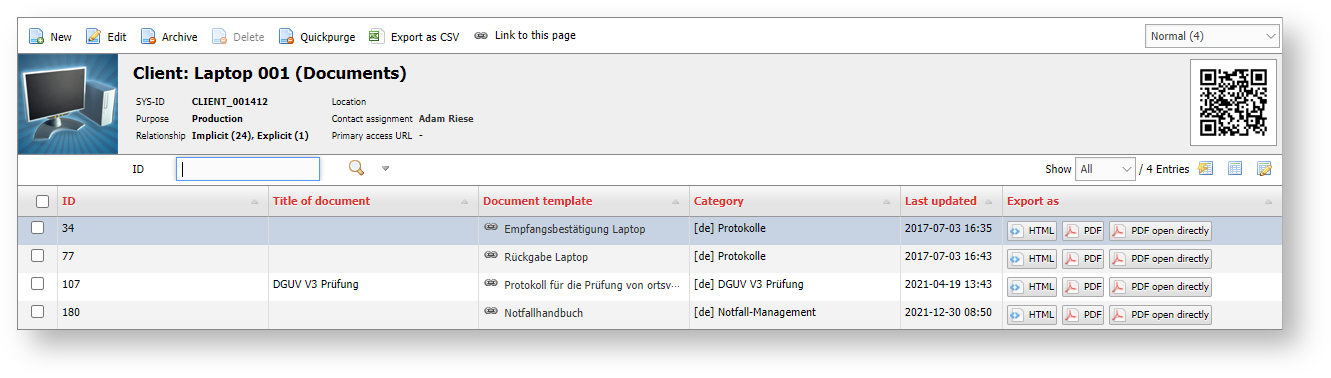 New Edit Archive Delete Quickpurge Export as CSV Link to this page Normal (4)
Client: Laptop 001 (Documents)
SYS-ID CLIENT_001412 Location
Purpose Production Contact assignment Adam Riese
Relationship Implicit (24), Explicit (1) Primary access URL -
ID Show All / 4 Entries
ID Title of document Document template Category Last updated Export as
34 Empfangsbestätigung Laptop [de] Protokolle 2017-07-03 16:35 HTML PDF PDF open directly
77 Rückgabe Laptop [de] Protokolle 2017-07-03 16:43 HTML PDF PDF open directly
107 DGUV V3 Prüfung Protokoll für die Prüfung von ortsv... [de] DGUV V3 Prüfung 2021-04-19 13:43 HTML PDF PDF open directly
180 Notfallhandbuch [de] Notfall-Management 2021-12-30 08:50 HTML PDF PDF open directly